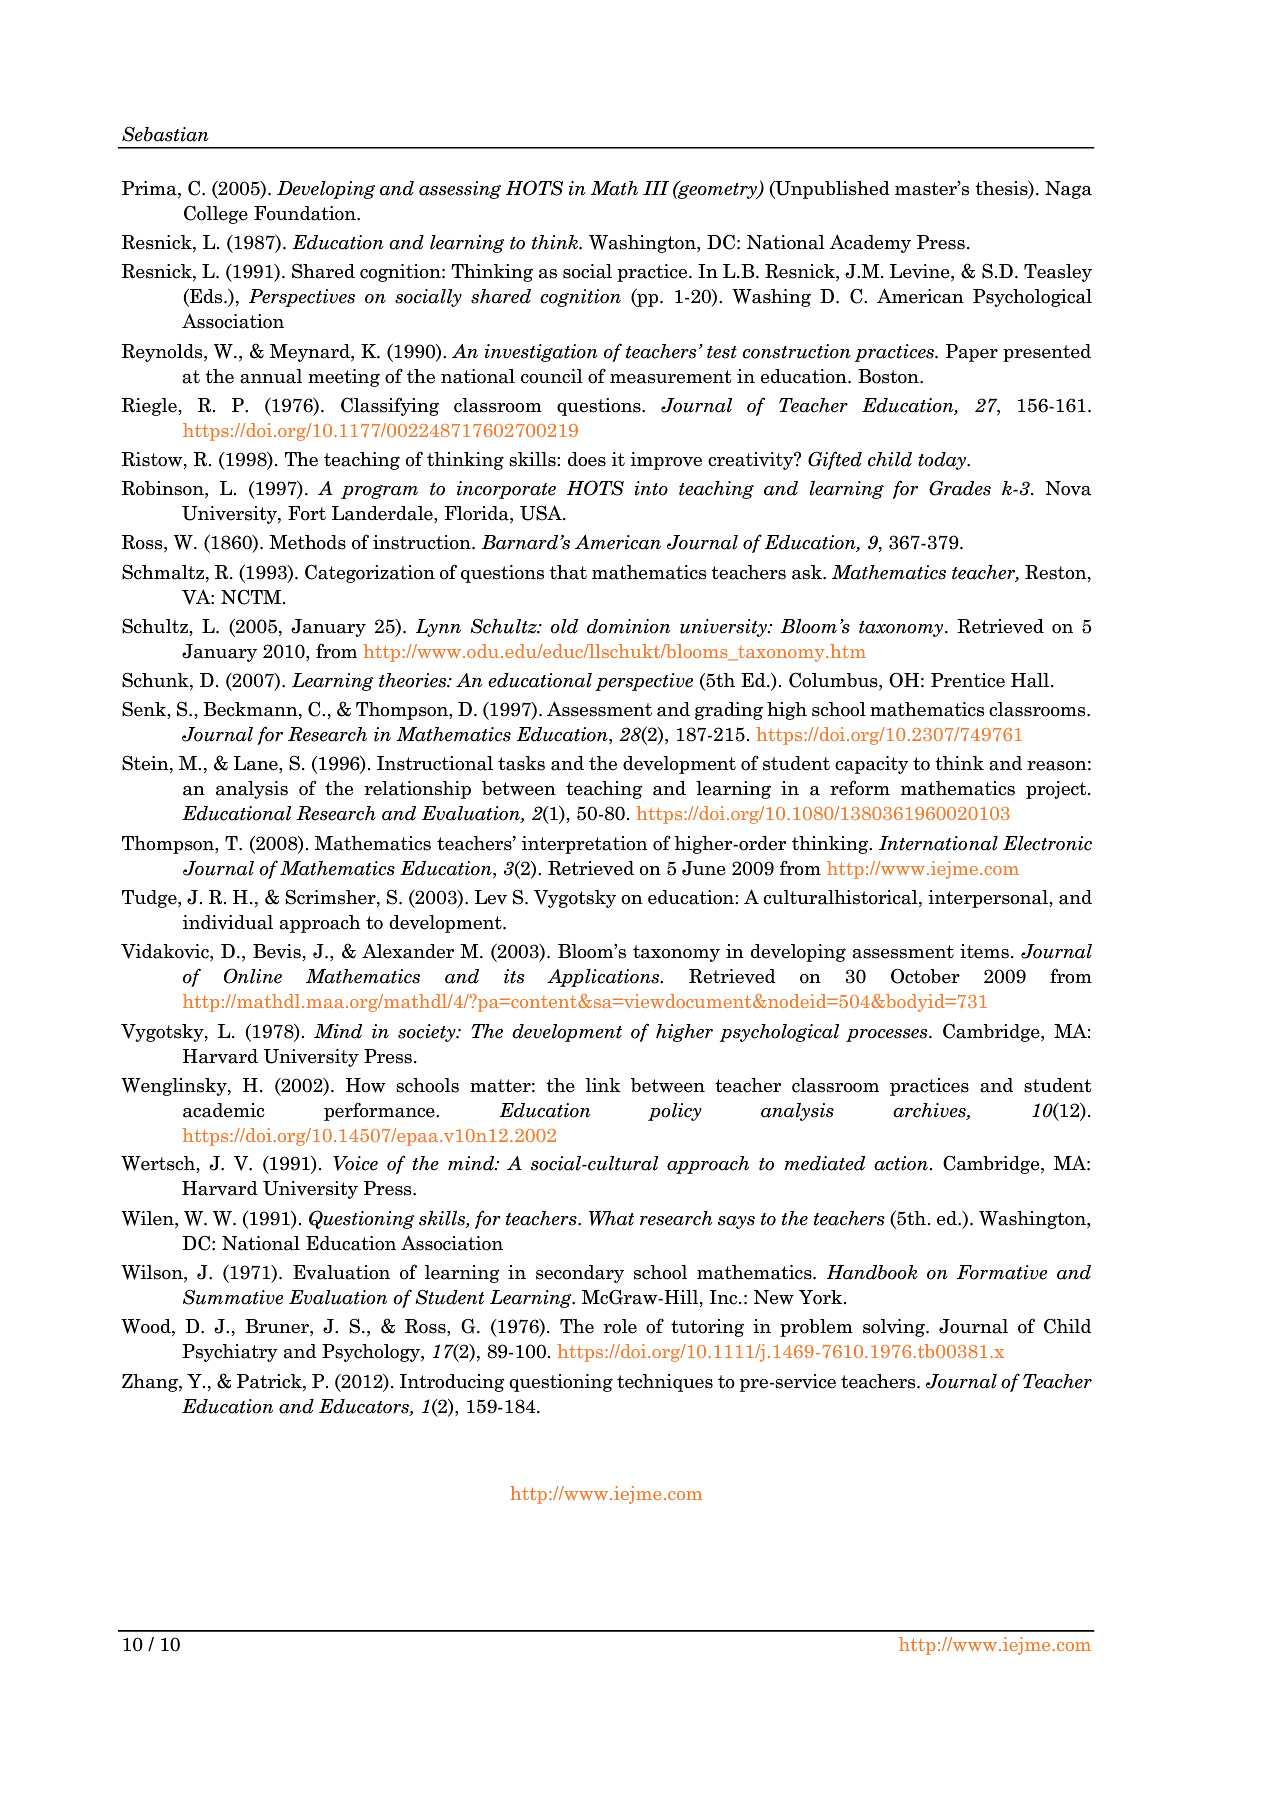 Sebastian
Prima, C. (2005). Developing and assessing HOTS in Math III (geometry) (Unpublished master’s thesis). Naga
College Foundation.
Resnick, L. (1987). Education and learning to think. Washington, DC: National Academy Press.
Resnick, L. (1991). Shared cognition: Thinking as social practice. In L.B. Resnick, J.M. Levine, & S.D. Teasley
(Eds.), Perspectives on socially shared cognition (pp. 1-20). Washing D. C. American Psychological
Association
Reynolds, W., & Meynard, K. (1990). An investigation of teachers’ test construction practices. Paper presented
at the annual meeting of the national council of measurement in education. Boston.
Riegle, R. P. (1976). Classifying classroom questions. Journal of Teacher Education, 27, 156-161.
https://doi.org/10.1177/002248717602700219
Ristow, R. (1998). The teaching of thinking skills: does it improve creativity? Gifted child today.
Robinson, L. (1997). A program to incorporate HOTS into teaching and learning for Grades k-3. Nova
University, Fort Landerdale, Florida, USA.
Ross, W. (1860). Methods of instruction. Barnard’s American Journal of Education, 9, 367-379.
Schmaltz, R. (1993). Categorization of questions that mathematics teachers ask. Mathematics teacher, Reston,
VA: NCTM.
Schultz, L. (2005, January 25). Lynn Schultz: old dominion university: Bloom’s taxonomy. Retrieved on 5
January 2010, from http://www.odu.edu/educ/llschukt/blooms_taxonomy.htm
Schunk, D. (2007). Learning theories: An educational perspective (5th Ed.). Columbus, OH: Prentice Hall.
Senk, S., Beckmann, C., & Thompson, D. (1997). Assessment and grading high school mathematics classrooms.
Journal for Research in Mathematics Education, 28(2), 187-215. https://doi.org/10.2307/749761
Stein, M., & Lane, S. (1996). Instructional tasks and the development of student capacity to think and reason:
an analysis of the relationship between teaching and learning in a reform mathematics project.
Educational Research and Evaluation, 2(1), 50-80. https://doi.org/10.1080/1380361960020103
Thompson, T. (2008). Mathematics teachers’ interpretation of higher-order thinking. International Electronic
Journal of Mathematics Education, 3(2). Retrieved on 5 June 2009 from http://www.iejme.com
Tudge, J. R. H., & Scrimsher, S. (2003). Lev S. Vygotsky on education: A culturalhistorical, interpersonal, and
individual approach to development.
Vidakovic, D., Bevis, J., & Alexander M. (2003). Bloom’s taxonomy in developing assessment items. Journal
of Online Mathematics and its Applications. Retrieved on 30 October 2009 from
http://mathdl.maa.org/mathdl/4/?pa=content&sa=viewdocument&nodeid=504&bodyid=731
Vygotsky, L. (1978). Mind in society: The development of higher psychological processes. Cambridge, MA:
Harvard University Press.
Wenglinsky, H. (2002). How schools matter: the link between teacher classroom practices and student
academic performance. Education policy analysis archives, 10(12).
https://doi.org/10.14507/epaa.v10n12.2002
Wertsch, J. V. (1991). Voice of the mind: A social-cultural approach to mediated action. Cambridge, MA:
Harvard University Press.
Wilen, W. W. (1991). Questioning skills, for teachers. What research says to the teachers (5th. ed.). Washington,
DC: National Education Association
Wilson, J. (1971). Evaluation of learning in secondary school mathematics. Handbook on Formative and
Summative Evaluation of Student Learning. McGraw-Hill, Inc.: New York.
Wood, D. J., Bruner, J. S., & Ross, G. (1976). The role of tutoring in problem solving. Journal of Child
Psychiatry and Psychology, 17(2), 89-100. https://doi.org/10.1111/j.1469-7610.1976.tb00381.x
Zhang, Y., & Patrick, P. (2012). Introducing questioning techniques to pre-service teachers. Journal of Teacher
Education and Educators, 1(2), 159-184.
http://www.iejme.com
10 / 10
http://www.iejme.com